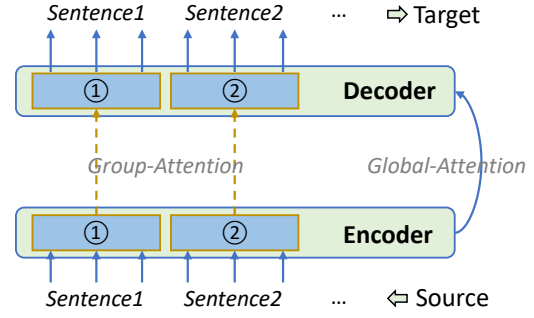 Sentence1 Sentence2 ... ⇨ Target
① ② Decoder
Group-Attention Global-Attention
① ② Encoder
Sentence1 Sentence2 ... ⇦ Source